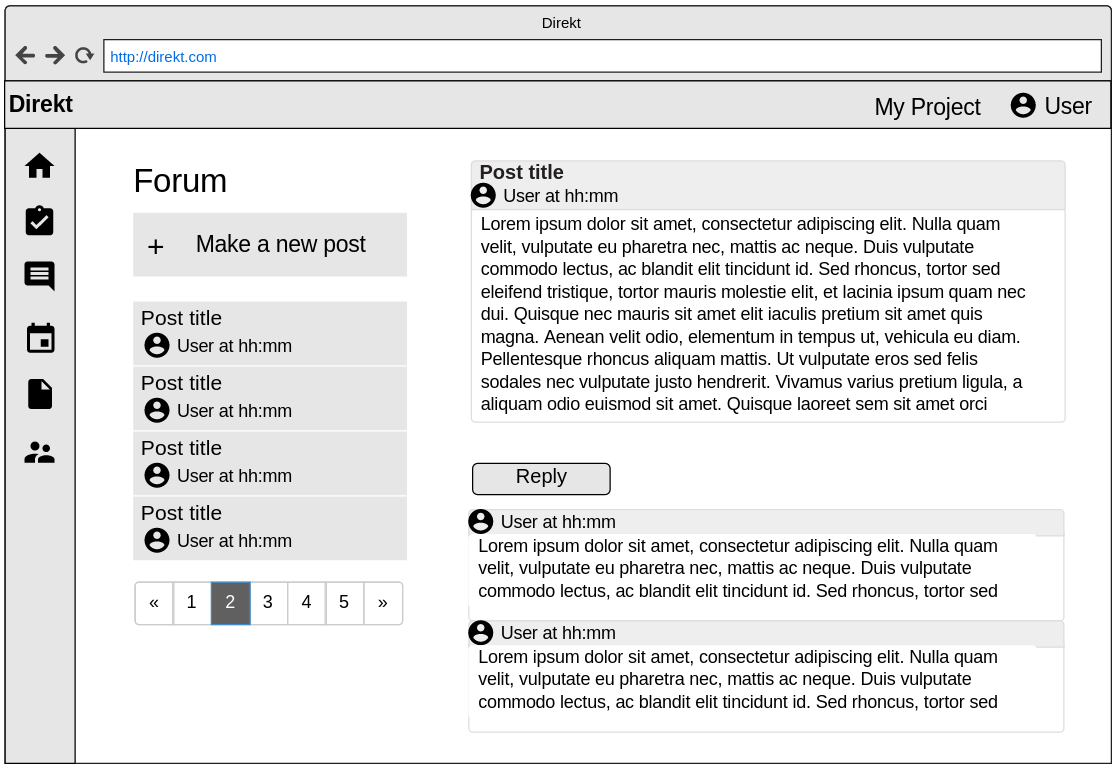 Direkt
http://direkt.com
Direkt
My Project
User
Forum
+ Make a new post
Post title
User at hh:mm
Post title
User at hh:mm
Post title
User at hh:mm
Post title
User at hh:mm
« 1 2 3 4 5 »
Post title
User at hh:mm
Lorem ipsum dolor sit amet, consectetur adipiscing elit. Nulla quam
velit, vulputate eu pharetra nec, mattis ac neque. Duis vulputate
commodo lectus, ac blandit elit tincidunt id. Sed rhoncus, tortor sed
eleifend tristique, tortor mauris molestie elit, et lacinia ipsum quam nec
dui. Quisque nec mauris sit amet elit iaculis pretium sit amet quis
magna. Aenean velit odio, elementum in tempus ut, vehicula eu diam.
Pellentesque rhoncus aliquam mattis. Ut vulputate eros sed felis
sodales nec vulputate justo hendrerit. Vivamus varius pretium ligula, a
aliquam odio euismod sit amet. Quisque laoreet sem sit amet orci
Reply
User at hh:mm
Lorem ipsum dolor sit amet, consectetur adipiscing elit. Nulla quam
velit, vulputate eu pharetra nec, mattis ac neque. Duis vulputate
commodo lectus, ac blandit elit tincidunt id. Sed rhoncus, tortor sed
User at hh:mm
Lorem ipsum dolor sit amet, consectetur adipiscing elit. Nulla quam
velit, vulputate eu pharetra nec, mattis ac neque. Duis vulputate
commodo lectus, ac blandit elit tincidunt id. Sed rhoncus, tortor sed